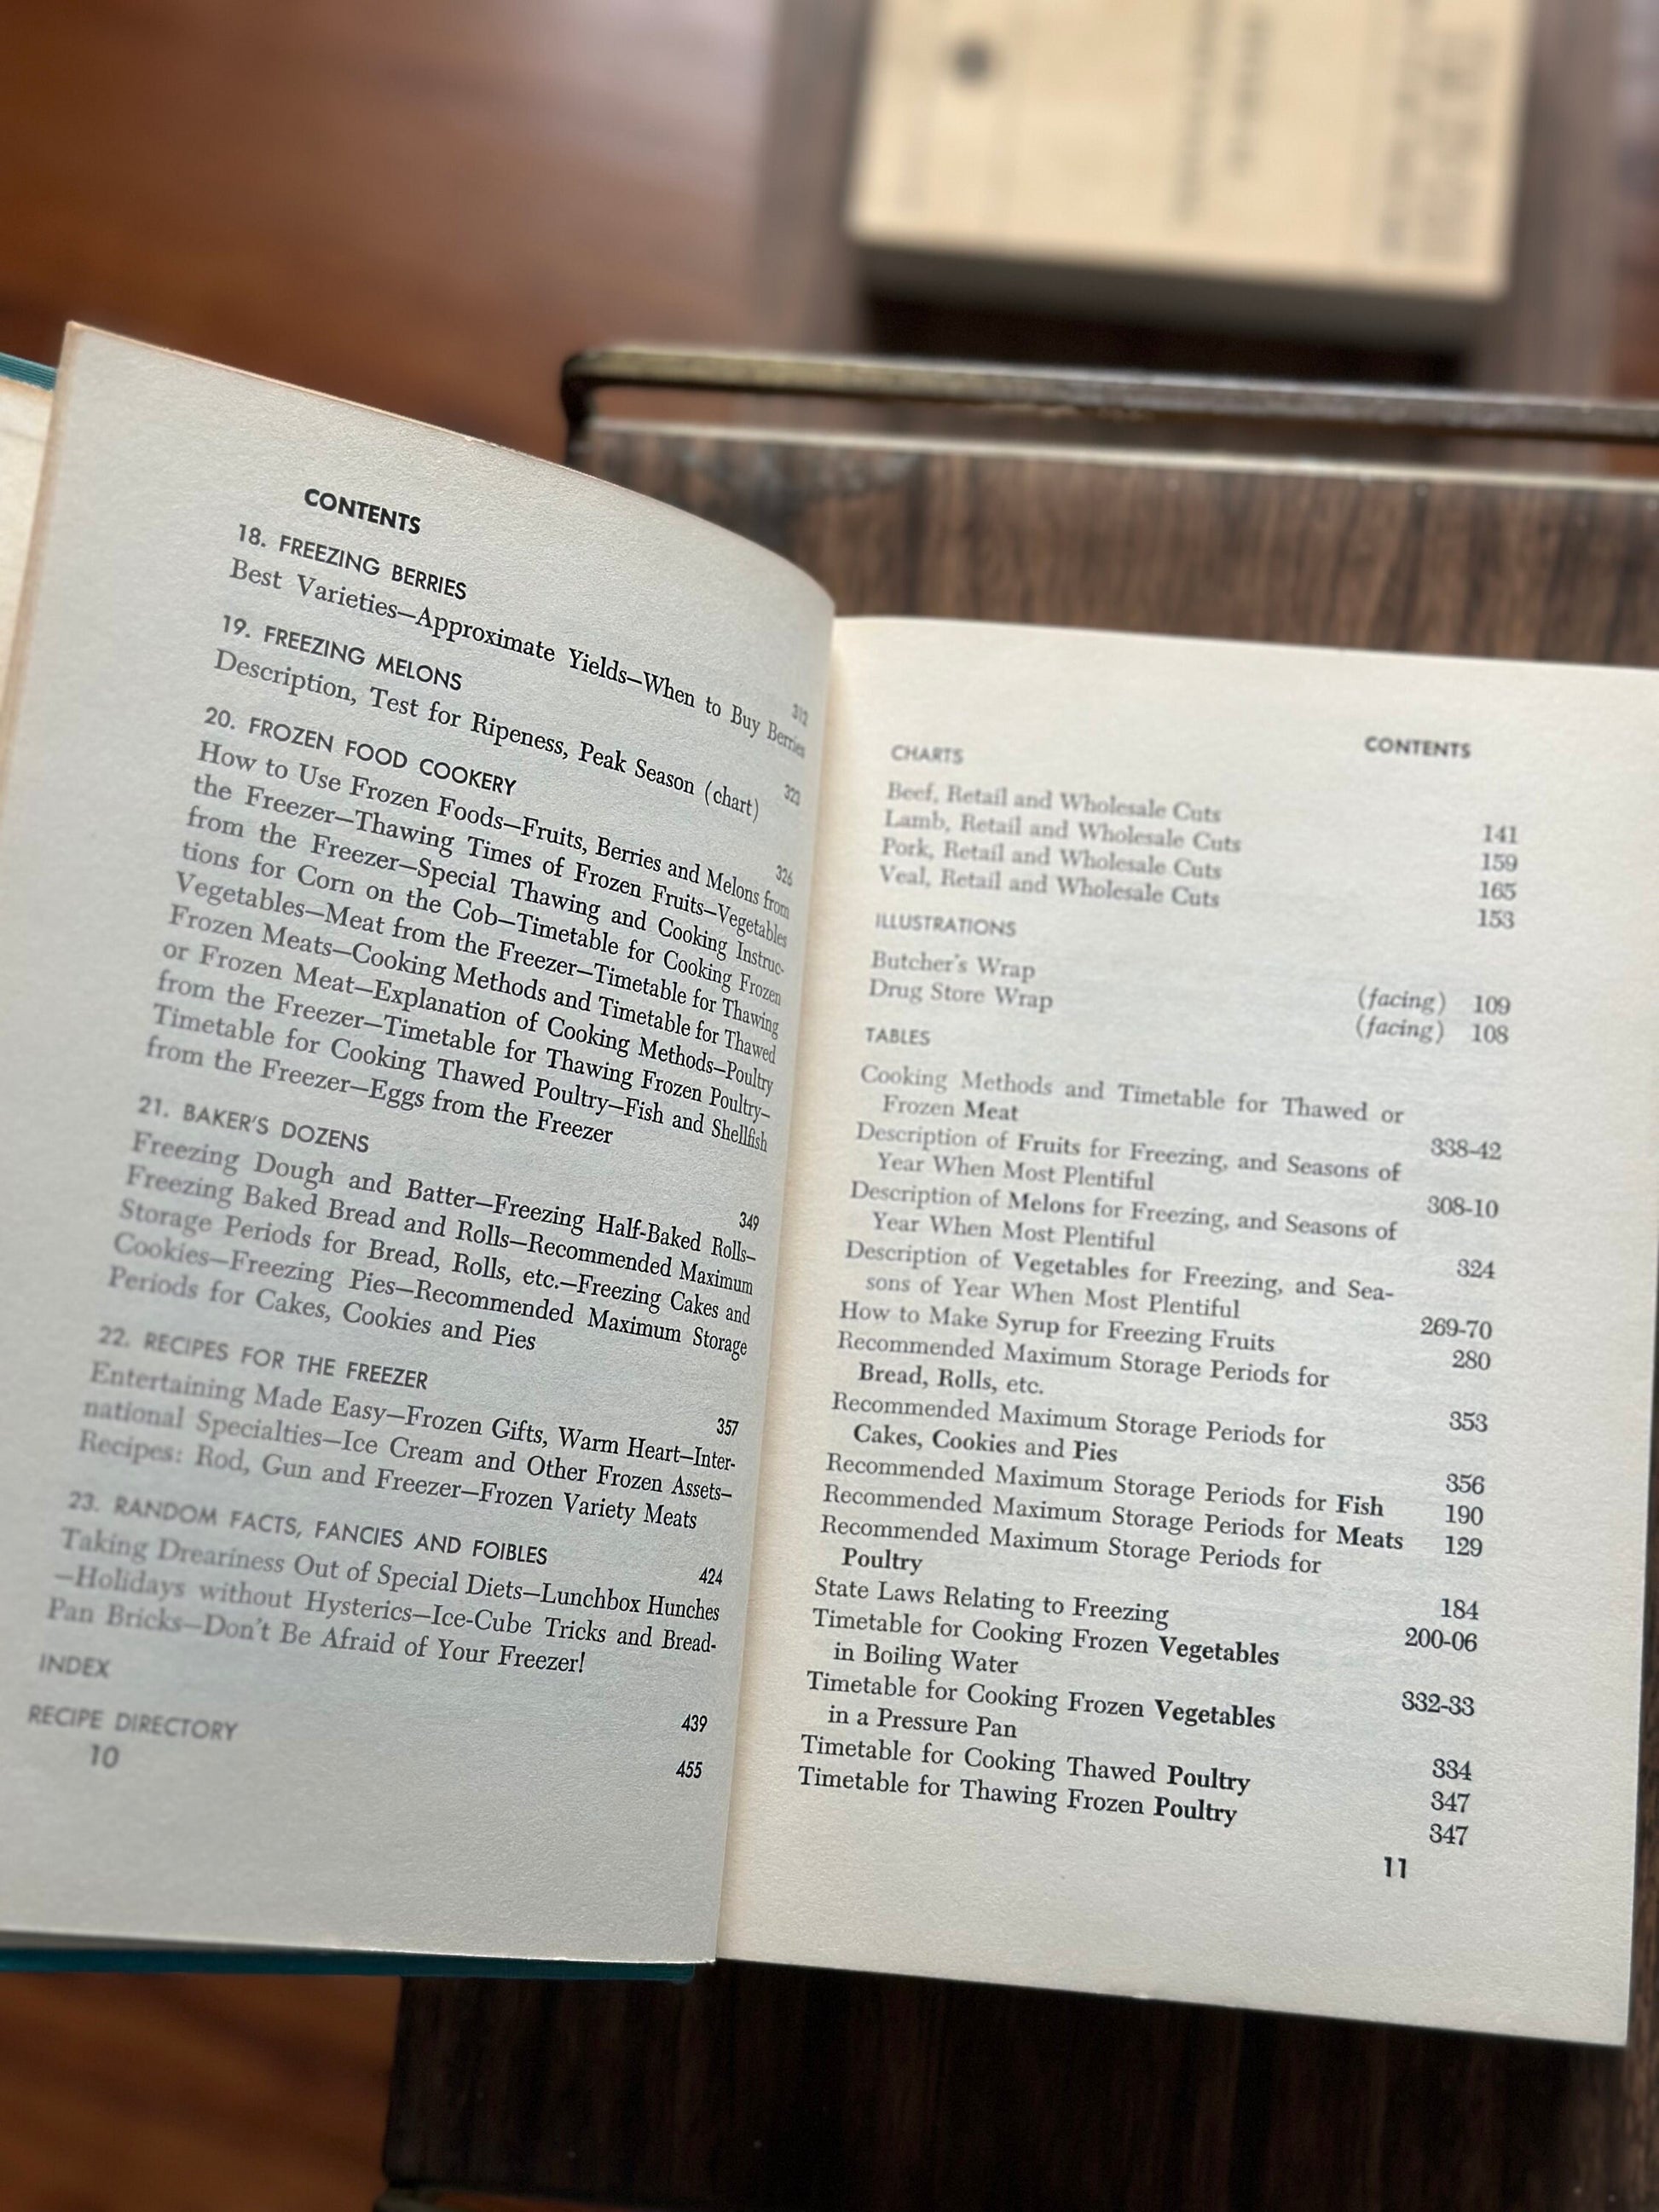 CONTENTS
18. FREEZING BERRIES 312
Best Varieties—Approximate Yields—When to Buy Berries
19. FREEZING MELONS 323
Description, Test for Ripeness, Peak Season (chart)
20. FROZEN FOOD COOKERY 326
How to Use Frozen Foods—Fruits, Berries and Melons from
the Freezer—Thawing Times of Frozen Fruits—Vegetables
from the Freezer—Special Thawing and Cooking Instruc-
tions for Corn on the Cob—Timetable for Cooking Frozen
Vegetables—Meat from the Freezer—Timetable for Thawing
Frozen Meats—Cooking Methods and Timetable for Thawed
or Frozen Meat—Explanation of Cooking Methods—Poultry
from the Freezer—Timetable for Thawing Frozen Poultry—
Timetable for Cooking Thawed Poultry—Fish and Shellfish
from the Freezer—Eggs from the Freezer
21. BAKER'S DOZENS 349
Freezing Dough and Batter—Freezing Half-Baked Rolls—
Freezing Baked Bread and Rolls—Recommended Maximum
Storage Periods for Bread, Rolls, etc.—Freezing Cakes and
Cookies—Freezing Pies—Recommended Maximum Storage
Periods for Cakes, Cookies and Pies
22. RECIPES FOR THE FREEZER 357
Entertaining Made Easy—Frozen Gifts, Warm Heart—Inter-
national Specialties—Ice Cream and Other Frozen Assets—
Recipes: Rod, Gun and Freezer—Frozen Variety Meats
23. RANDOM FACTS, FANCIES AND FOIBLES 424
Taking Dreariness Out of Special Diets—Lunchbox Hunches
—Holidays without Hysterics—Ice-Cube Tricks and Bread-
Pan Bricks—Don't Be Afraid of Your Freezer!
INDEX 439
RECIPE DIRECTORY 455
10
CONTENTS
CHARTS
Beef, Retail and Wholesale Cuts 141
Lamb, Retail and Wholesale Cuts 159
Pork, Retail and Wholesale Cuts 165
Veal, Retail and Wholesale Cuts 153
ILLUSTRATIONS
Butcher's Wrap (facing) 109
Drug Store Wrap (facing) 108
TABLES
Cooking Methods and Timetable for Thawed or
Frozen Meat 338-42
Description of Fruits for Freezing, and Seasons of
Year When Most Plentiful 308-10
Description of Melons for Freezing, and Seasons of
Year When Most Plentiful 324
Description of Vegetables for Freezing, and Sea-
sons of Year When Most Plentiful 269-70
How to Make Syrup for Freezing Fruits 280
Recommended Maximum Storage Periods for
Bread, Rolls, etc. 353
Recommended Maximum Storage Periods for
Cakes, Cookies and Pies 356
Recommended Maximum Storage Periods for Fish 190
Recommended Maximum Storage Periods for Meats 129
Recommended Maximum Storage Periods for
Poultry 184
State Laws Relating to Freezing 200-06
Timetable for Cooking Frozen Vegetables
in Boiling Water 332-33
Timetable for Cooking Frozen Vegetables
in a Pressure Pan 334
Timetable for Cooking Thawed Poultry 347
Timetable for Thawing Frozen Poultry 347
11